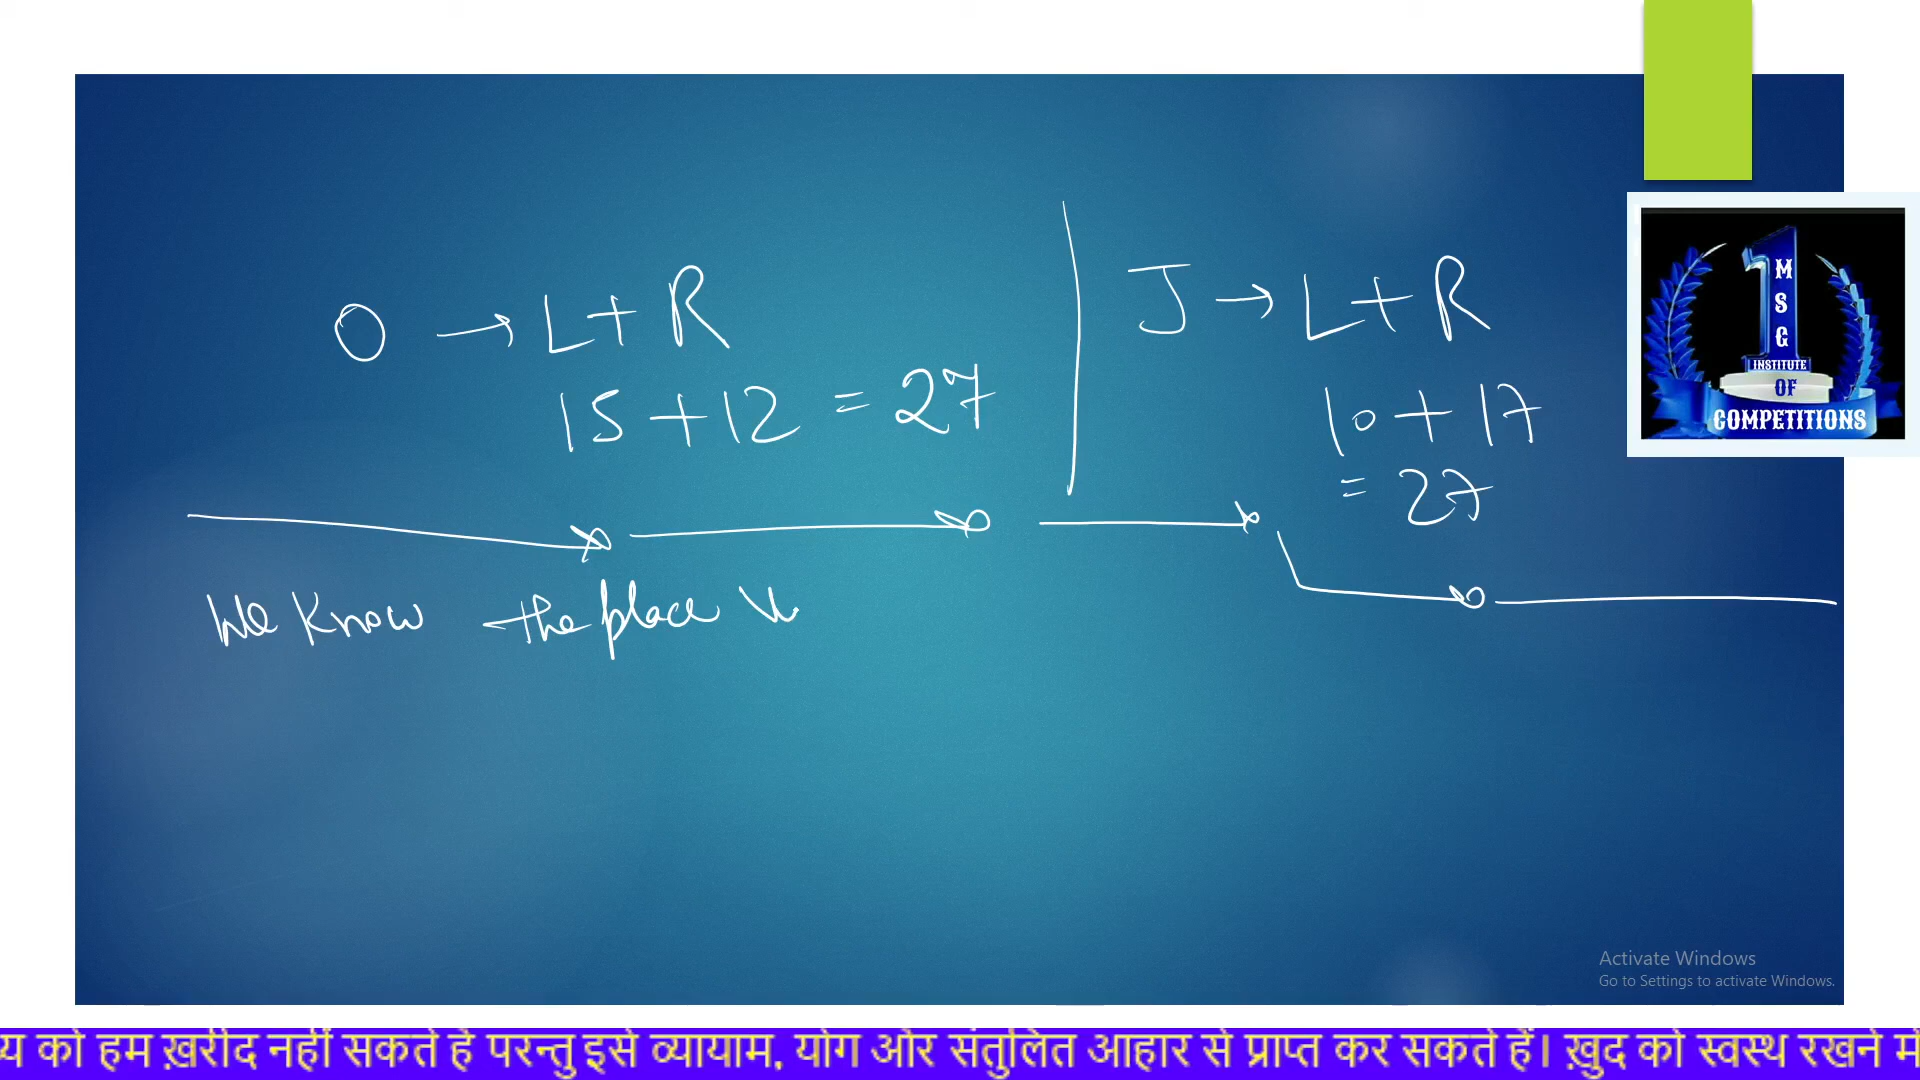 O → L+R
15+12 = 27
J → L+R
10+17
= 27
We Know the place
1
M
S
G
INSTITUTE
OF
COMPETITIONS
Activate Windows
Go to Settings to activate Windows.
को हम ख़रीद नहीं सकते है परन्तु इसे व्यायाम, योग और संतुलित आहार से प्राप्त कर सकते हैं। ख़ुद को स्वस्थ रखने